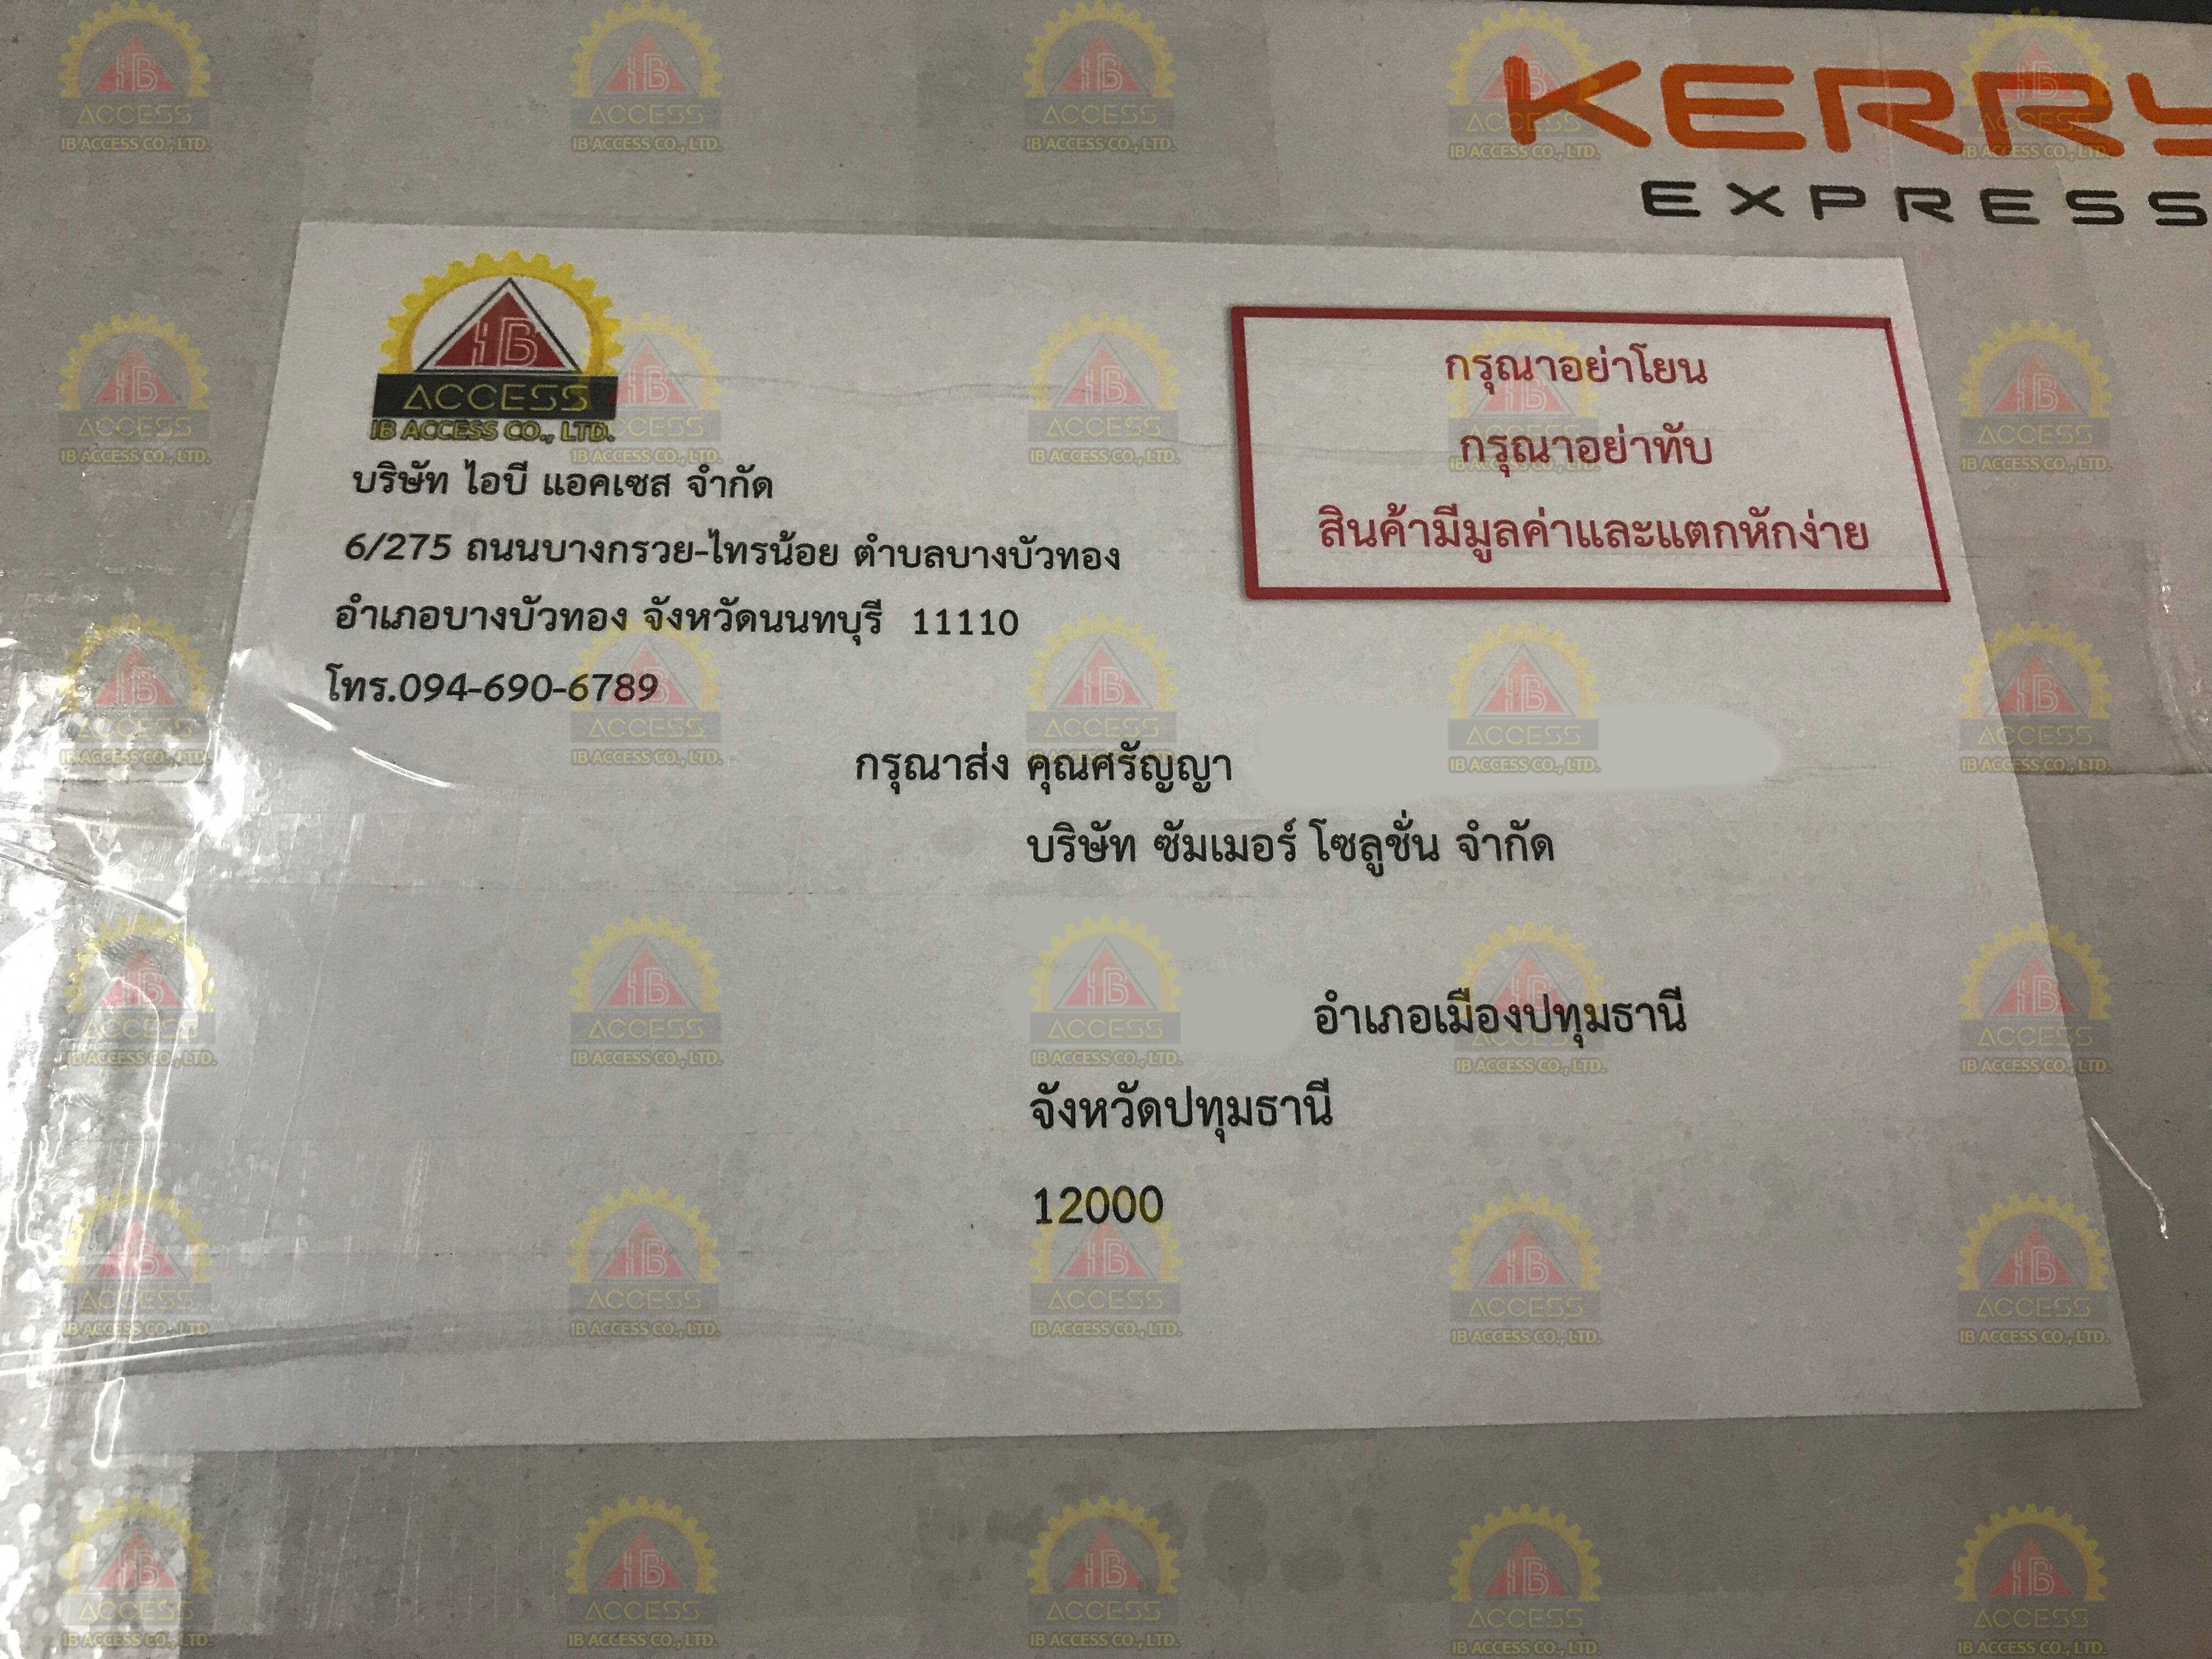 KERRY
EXPRESS
IB
ACCESS
IB ACCESS CO., LTD.
บริษัท ไอบี แอคเซส จำกัด
6/275 ถนนบางกรวย-ไทรน้อย ตำบลบางบัวทอง
อำเภอบางบัวทอง จังหวัดนนทบุรี 11110
โทร.094-690-6789
กรุณาอย่าโยน
กรุณาอย่าทับ
สินค้ามีมูลค่าและแตกหักง่าย
กรุณาส่ง คุณศรัญญา
บริษัท ซัมเมอร์ โซลูชั่น จำกัด
อำเภอเมืองปทุมธานี
จังหวัดปทุมธานี
12000